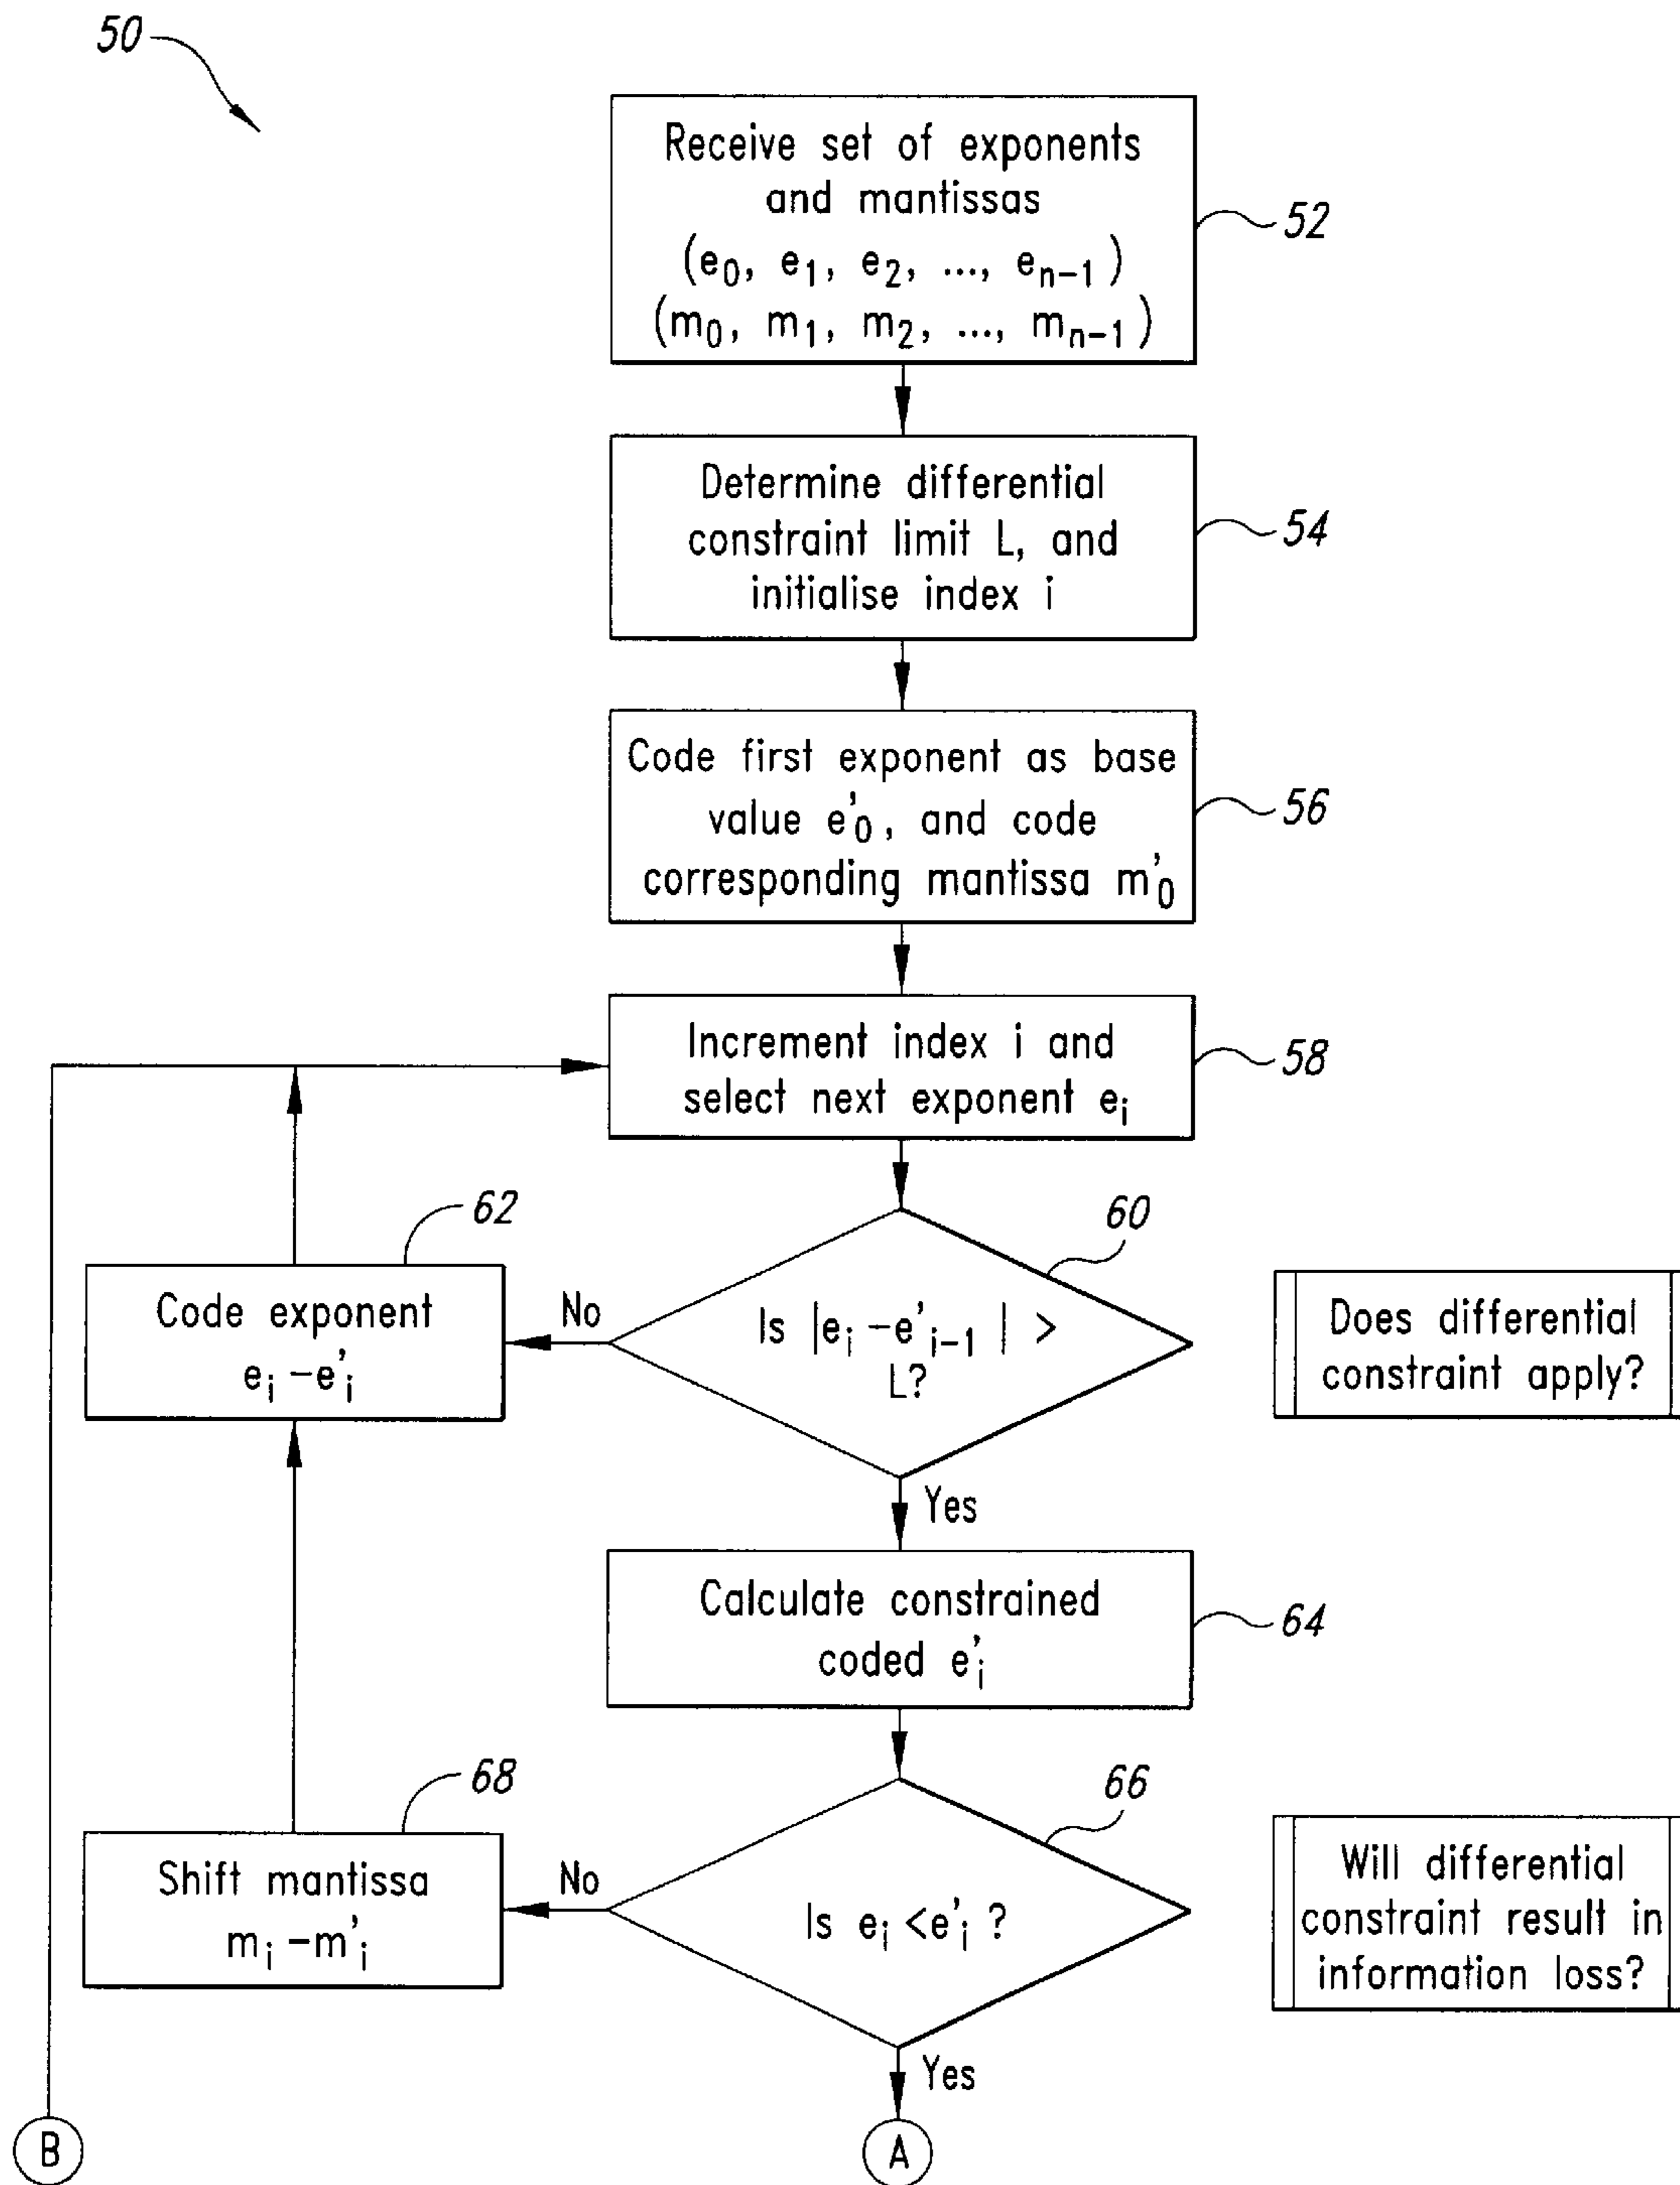 50
Receive set of exponents
and mantissas
(e₀, e₁, e₂, ..., eₙ₋₁)
(m₀, m₁, m₂, ..., mₙ₋₁)
52
Determine differential
constraint limit L, and
initialise index i
54
Code first exponent as base
value e'₀, and code
corresponding mantissa m'₀
56
Increment index i and
select next exponent eᵢ
58
62
Code exponent
eᵢ – e'ᵢ
No
60
Is |eᵢ – e'ᵢ₋₁| >
L?
Does differential
constraint apply?
Yes
Calculate constrained
coded e'ᵢ
64
68
Shift mantissa
mᵢ – m'ᵢ
No
66
Is eᵢ < e'ᵢ ?
Will differential
constraint result in
information loss?
Yes
B
A